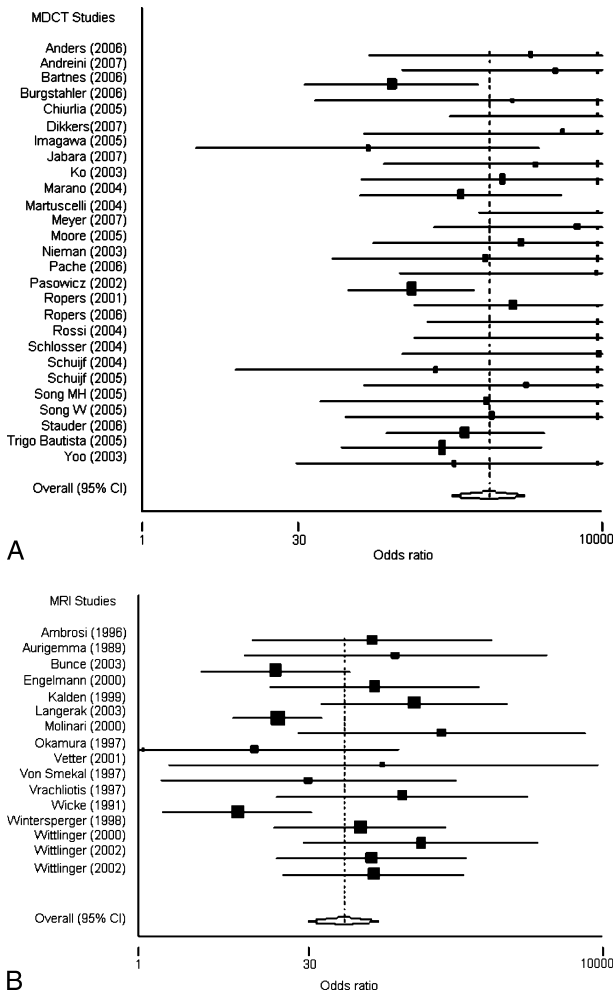 MDCT Studies
Anders (2006)
Andreini (2007)
Bartnes (2006)
Burgstahler (2006)
Chiurlia (2005)
Dikkers(2007)
Imagawa (2005)
Jabara (2007)
Ko (2003)
Marano (2004)
Martuscelli (2004)
Meyer (2007)
Moore (2005)
Nieman (2003)
Pache (2006)
Pasowicz (2002)
Ropers (2001)
Ropers (2006)
Rossi (2004)
Schlosser (2004)
Schuijf (2004)
Schuijf (2005)
Song MH (2005)
Song W (2005)
Stauder (2006)
Trigo Bautista (2005)
Yoo (2003)
Overall (95% CI)
1 30 10000
Odds ratio
A
MRI Studies
Ambrosi (1996)
Aurigemma (1989)
Bunce (2003)
Engelmann (2000)
Kalden (1999)
Langerak (2003)
Molinari (2000)
Okamura (1997)
Vetter (2001)
Von Smekal (1997)
Vrachliotis (1997)
Wicke (1991)
Wintersperger (1998)
Wittlinger (2000)
Wittlinger (2002)
Wittlinger (2002)
Overall (95% CI)
1 30 10000
Odds ratio
B